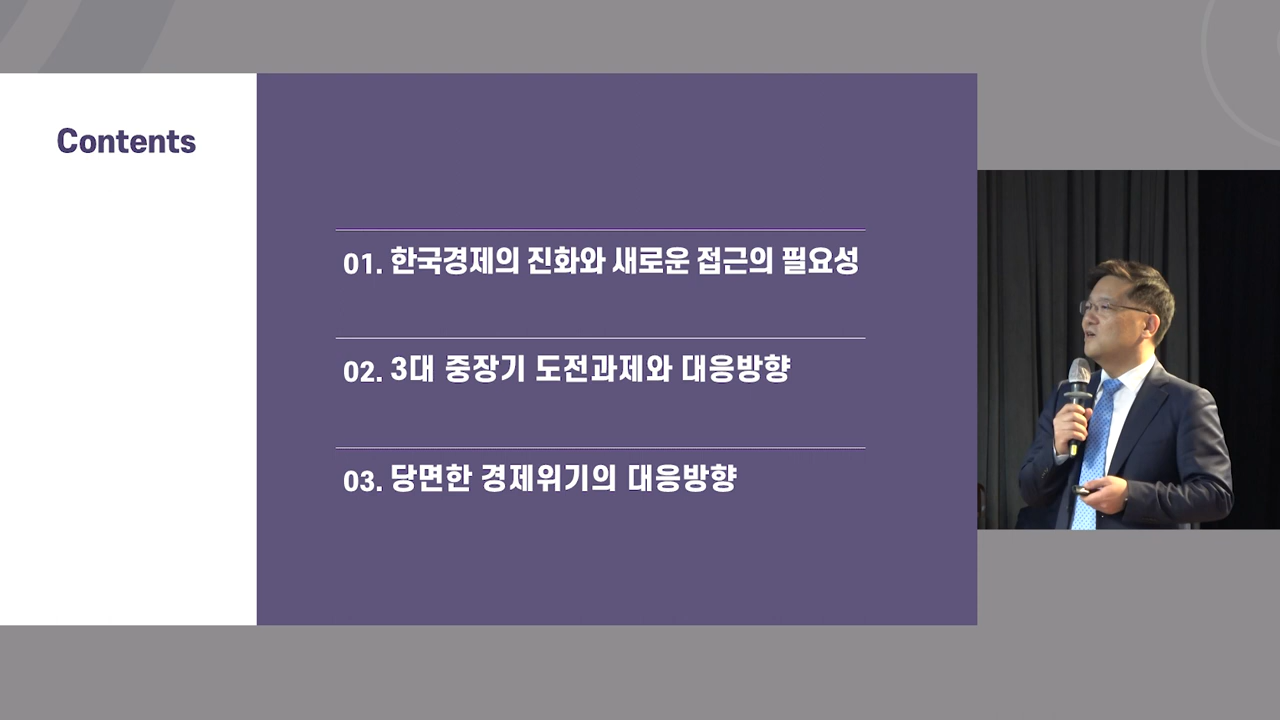 Contents
01. 한국경제의 진화와 새로운 접근의 필요성
02. 3대 중장기 도전과제와 대응방향
03. 당면한 경제위기의 대응방향